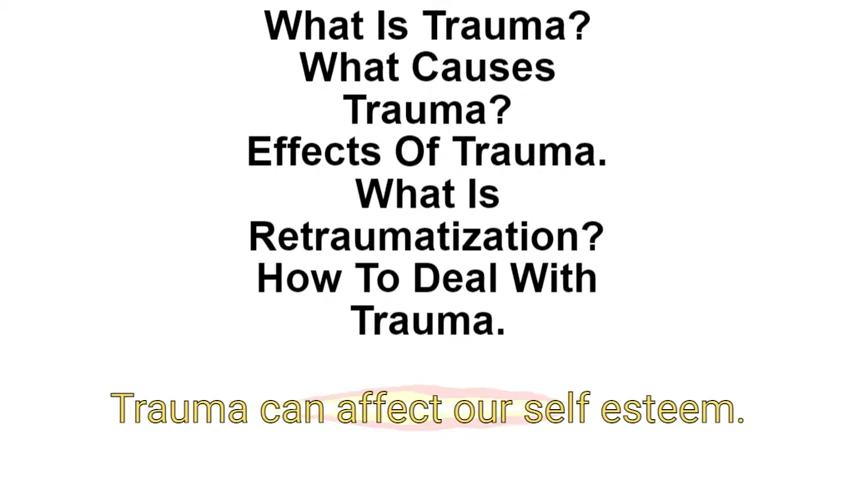 What Is Trauma?
What Causes
Trauma?
Effects Of Trauma.
What Is
Retraumatization?
How To Deal With
Trauma.
Trauma can affect our self esteem.